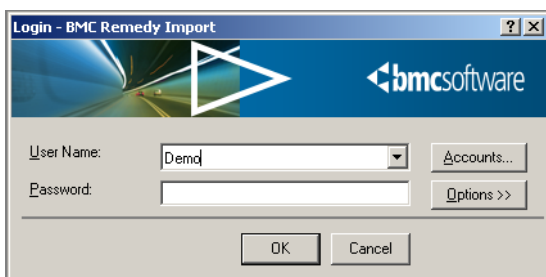 Login - BMC Remedy Import
bmcsoftware
User Name:
Demo
Accounts...
Password:
Options >>
OK
Cancel